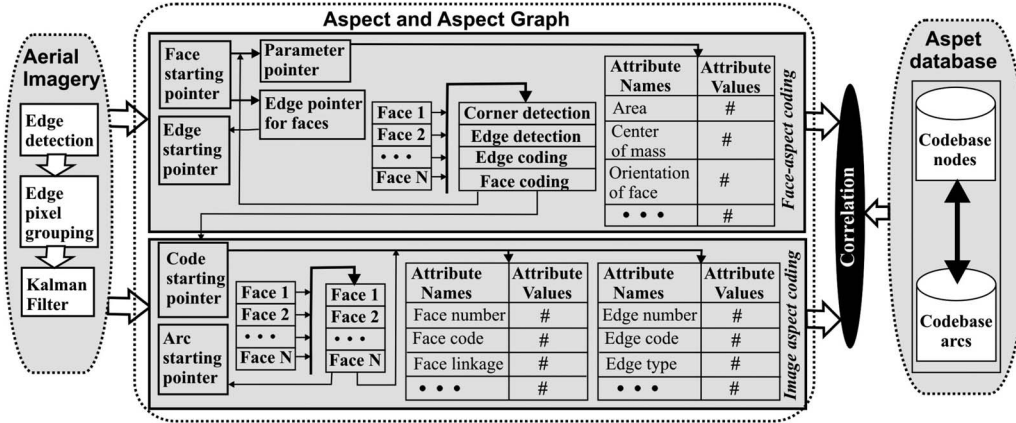 Aspect and Aspect Graph
Aerial
Imagery
Edge
detection
Edge
pixel
grouping
Kalman
Filter
Face
starting
pointer
Parameter
pointer
Edge pointer
for faces
Edge
starting
pointer
Face 1
Face 2
• • •
Face N
Corner detection
Edge detection
Edge coding
Face coding
Attribute
Names
Attribute
Values
Area
#
Center
of mass
#
Orientation
of face
#
• • •
#
Face-aspect coding
Code
starting
pointer
Arc
starting
pointer
Face 1
Face 2
• • •
Face N
Face 1
Face 2
• • •
Face N
Attribute
Names
Attribute
Values
Face number
#
Face code
#
Face linkage
#
• • •
#
Attribute
Names
Attribute
Values
Edge number
#
Edge code
#
Edge type
#
• • •
#
Image aspect coding
Correlation
Aspet
database
Codebase
nodes
Codebase
arcs